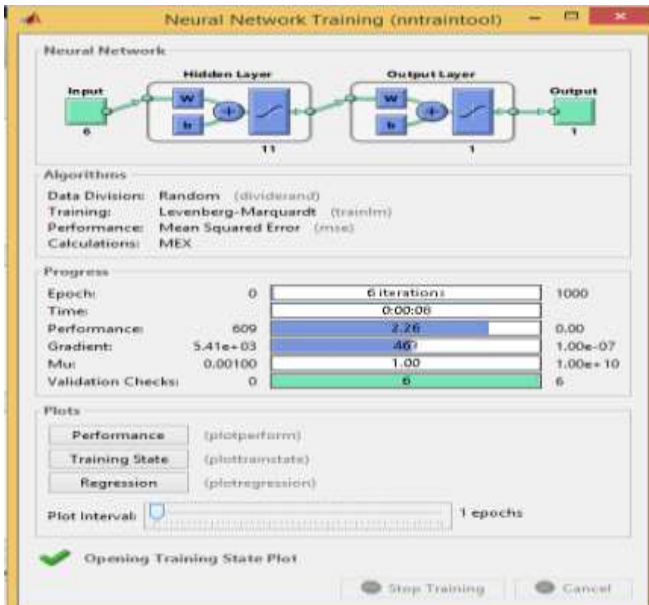 Neural Network Training (nntraintool)
Neural Network
Hidden Layer
Output Layer
Input
W
b
W
b
Output
6
11
1
1
Algorithms
Data Division: Random (dividerand)
Training: Levenberg-Marquardt (trainlm)
Performance: Mean Squared Error (mse)
Calculations: MEX
Progress
Epoch: 0 6 iterations 1000
Time: 0:00:08
Performance: 609 2.26 0.00
Gradient: 5.41e+03 1.00e-07
Mu: 0.00100 1.00 1.00e+10
Validation Checks: 0 6 6
Plots
Performance (plotperform)
Training State (plottrainstate)
Regression (plotregression)
Plot Interval: 1 epochs
Opening Training State Plot
Stop Training Cancel